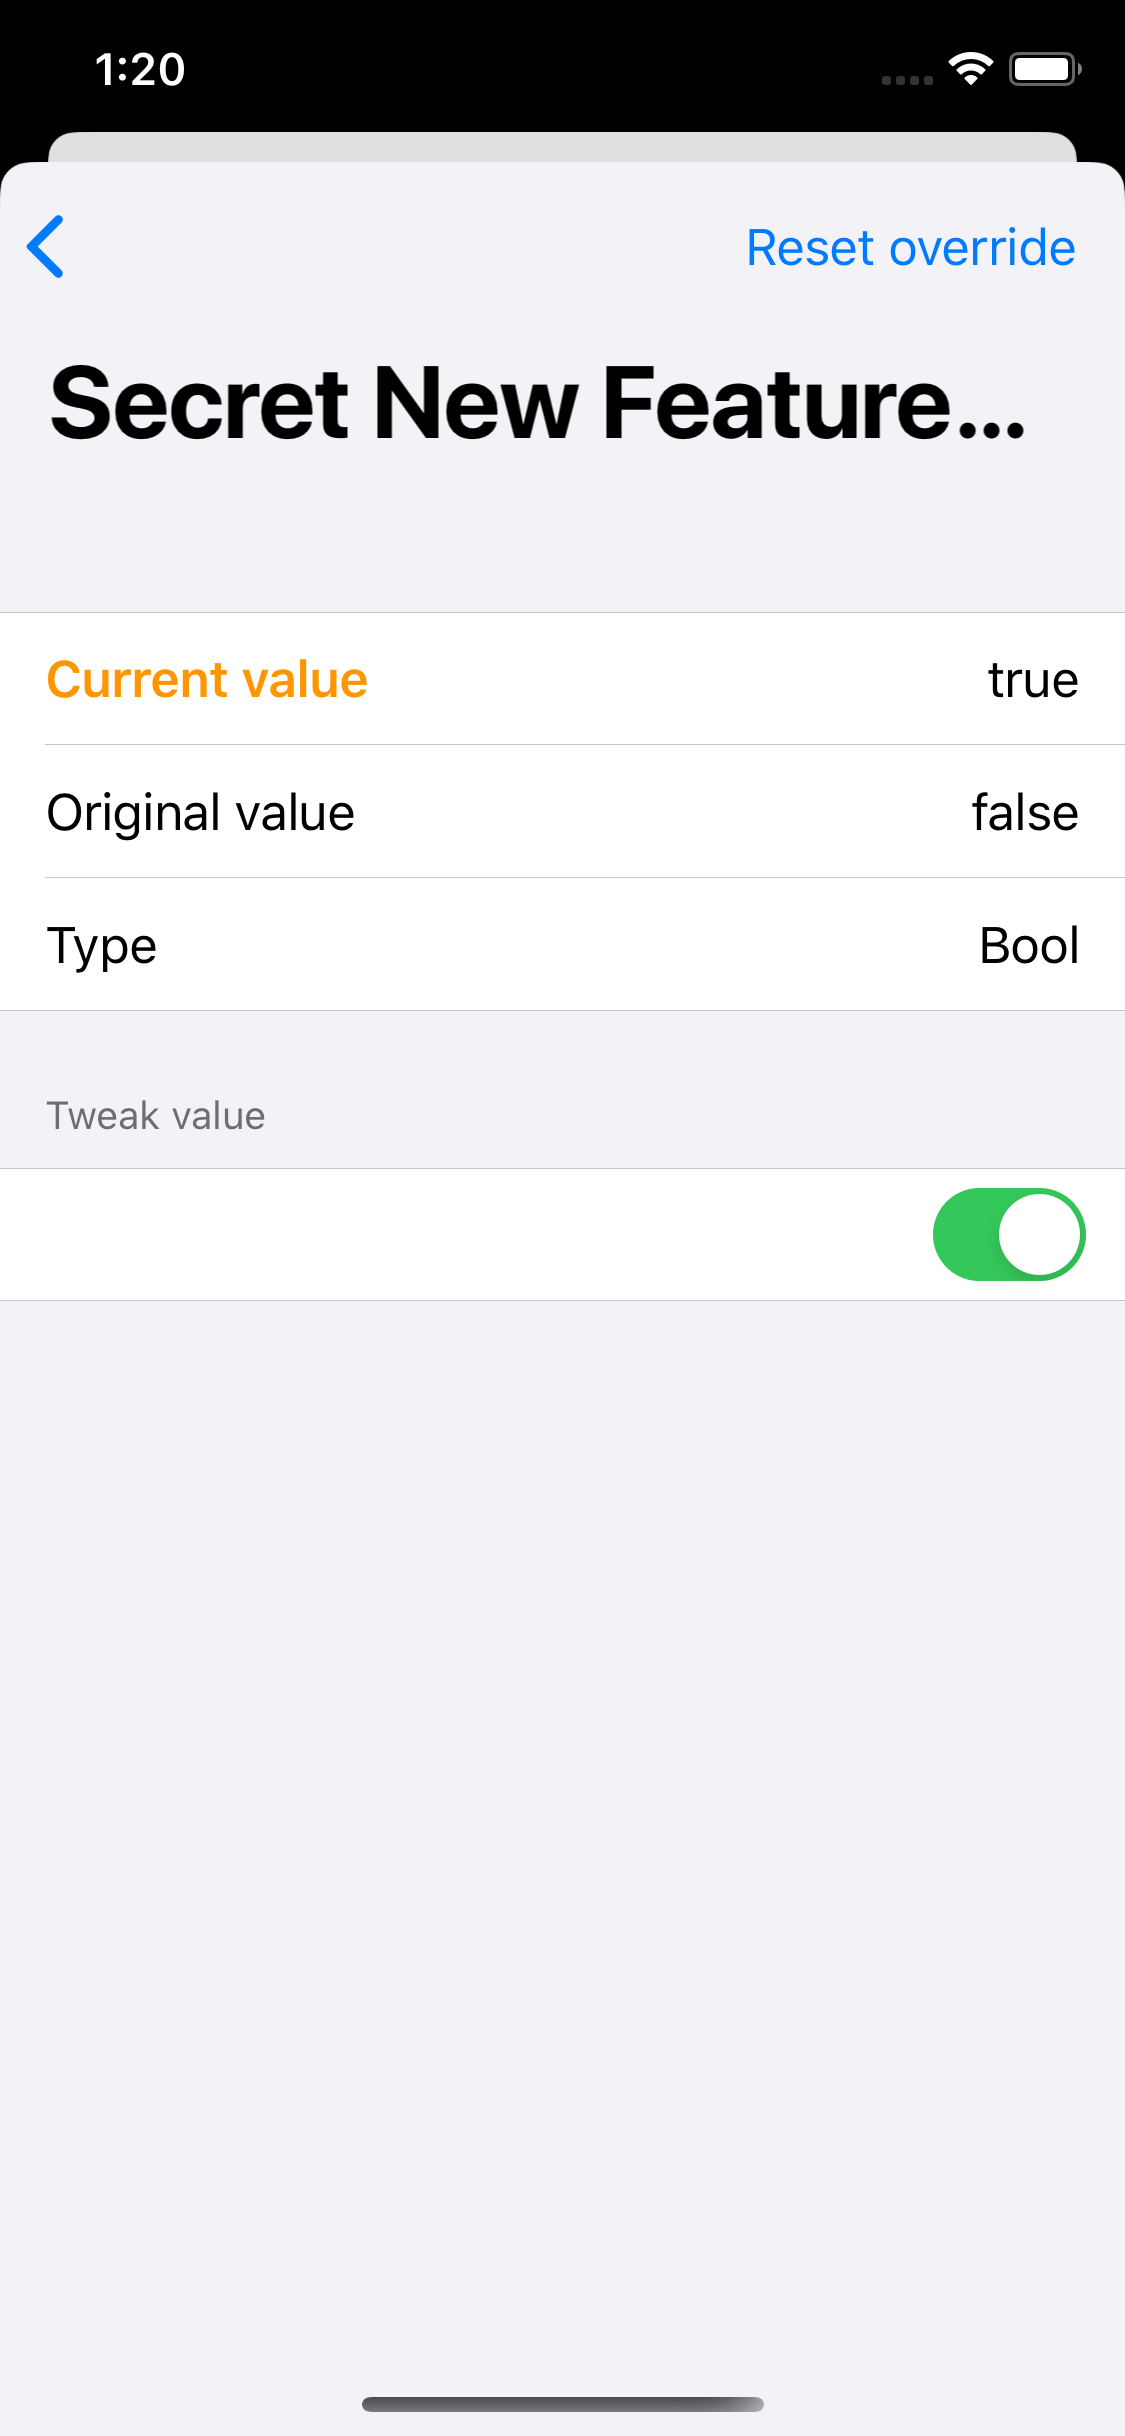 1:20
Reset override
Secret New Feature...
Current value true
Original value false
Type Bool
Tweak value